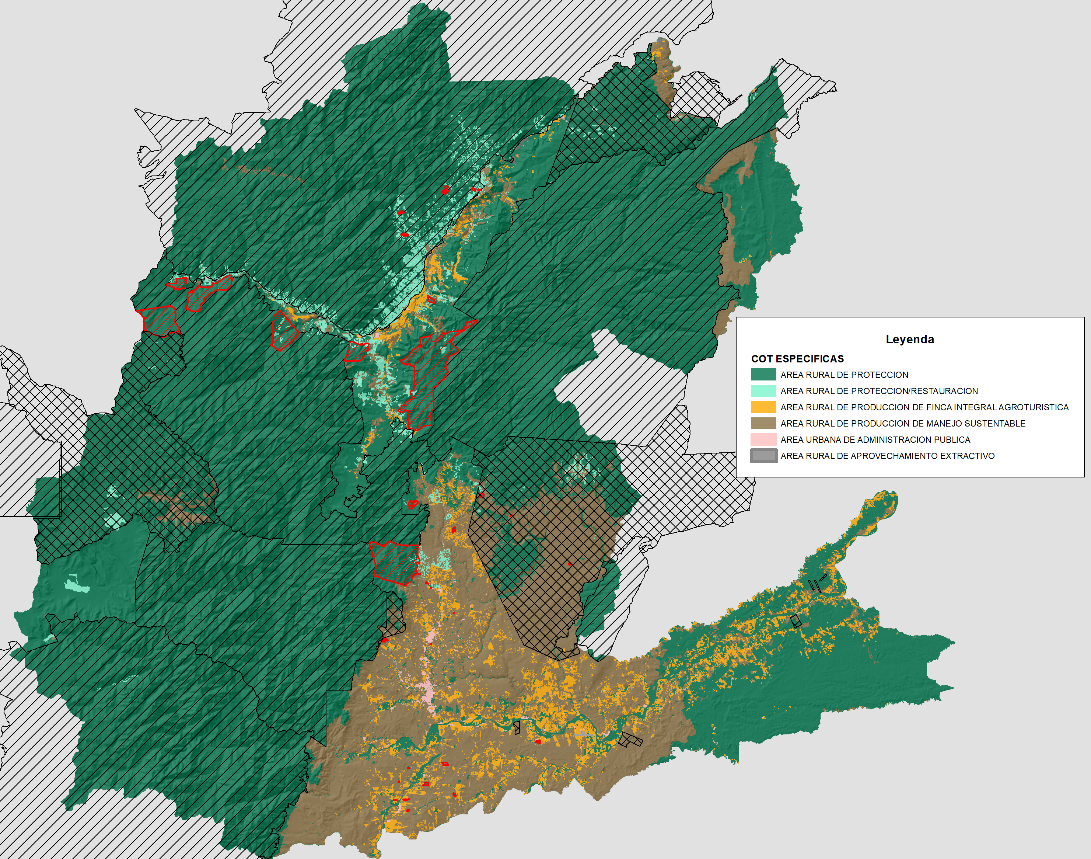 Leyenda
COT ESPECIFICAS
AREA RURAL DE PROTECCION
AREA RURAL DE PROTECCION/RESTAURACION
AREA RURAL DE PRODUCCION DE FINCA INTEGRAL AGROTURISTICA
AREA RURAL DE PRODUCCION DE MANEJO SUSTENTABLE
AREA URBANA DE ADMINISTRACION PUBLICA
AREA RURAL DE APROVECHAMIENTO EXTRACTIVO